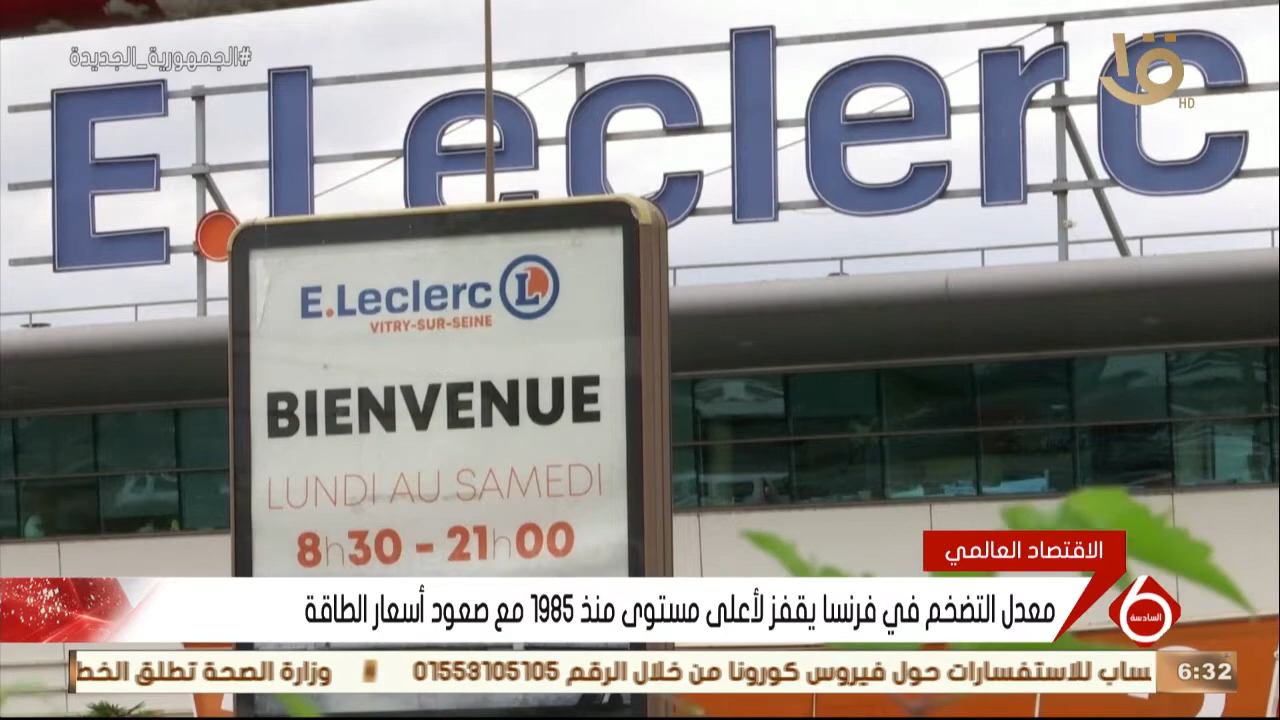 #الجمهورية_الجديدة
E.Leclerc
HD
E.Leclerc L
VITRY-SUR-SEINE
BIENVENUE
LUNDI AU SAMEDI
8h30 - 21h00
الاقتصاد العالمي
معدل التضخم في فرنسا يقفز لأعلى مستوى منذ 1985 مع صعود أسعار الطاقة
السادسة
6:32
ساب للاستفسارات حول فيروس كورونا من خلال الرقم 01553105105
وزارة الصحة تطلق الخط